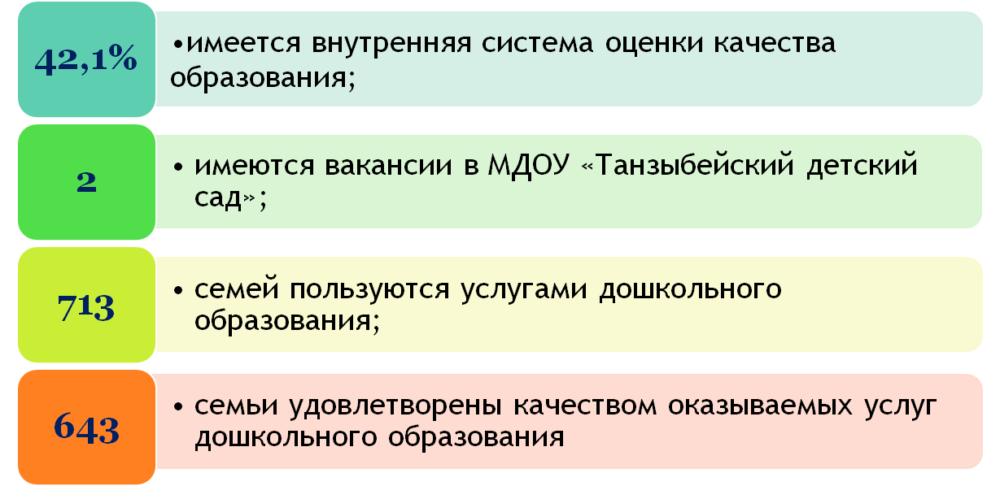 42,1%
•имеется внутренняя система оценки качества
образования;
2
• имеются вакансии в МДОУ «Танзыбейский детский
сад»;
713
• семей пользуются услугами дошкольного
образования;
643
• семьи удовлетворены качеством оказываемых услуг
дошкольного образования